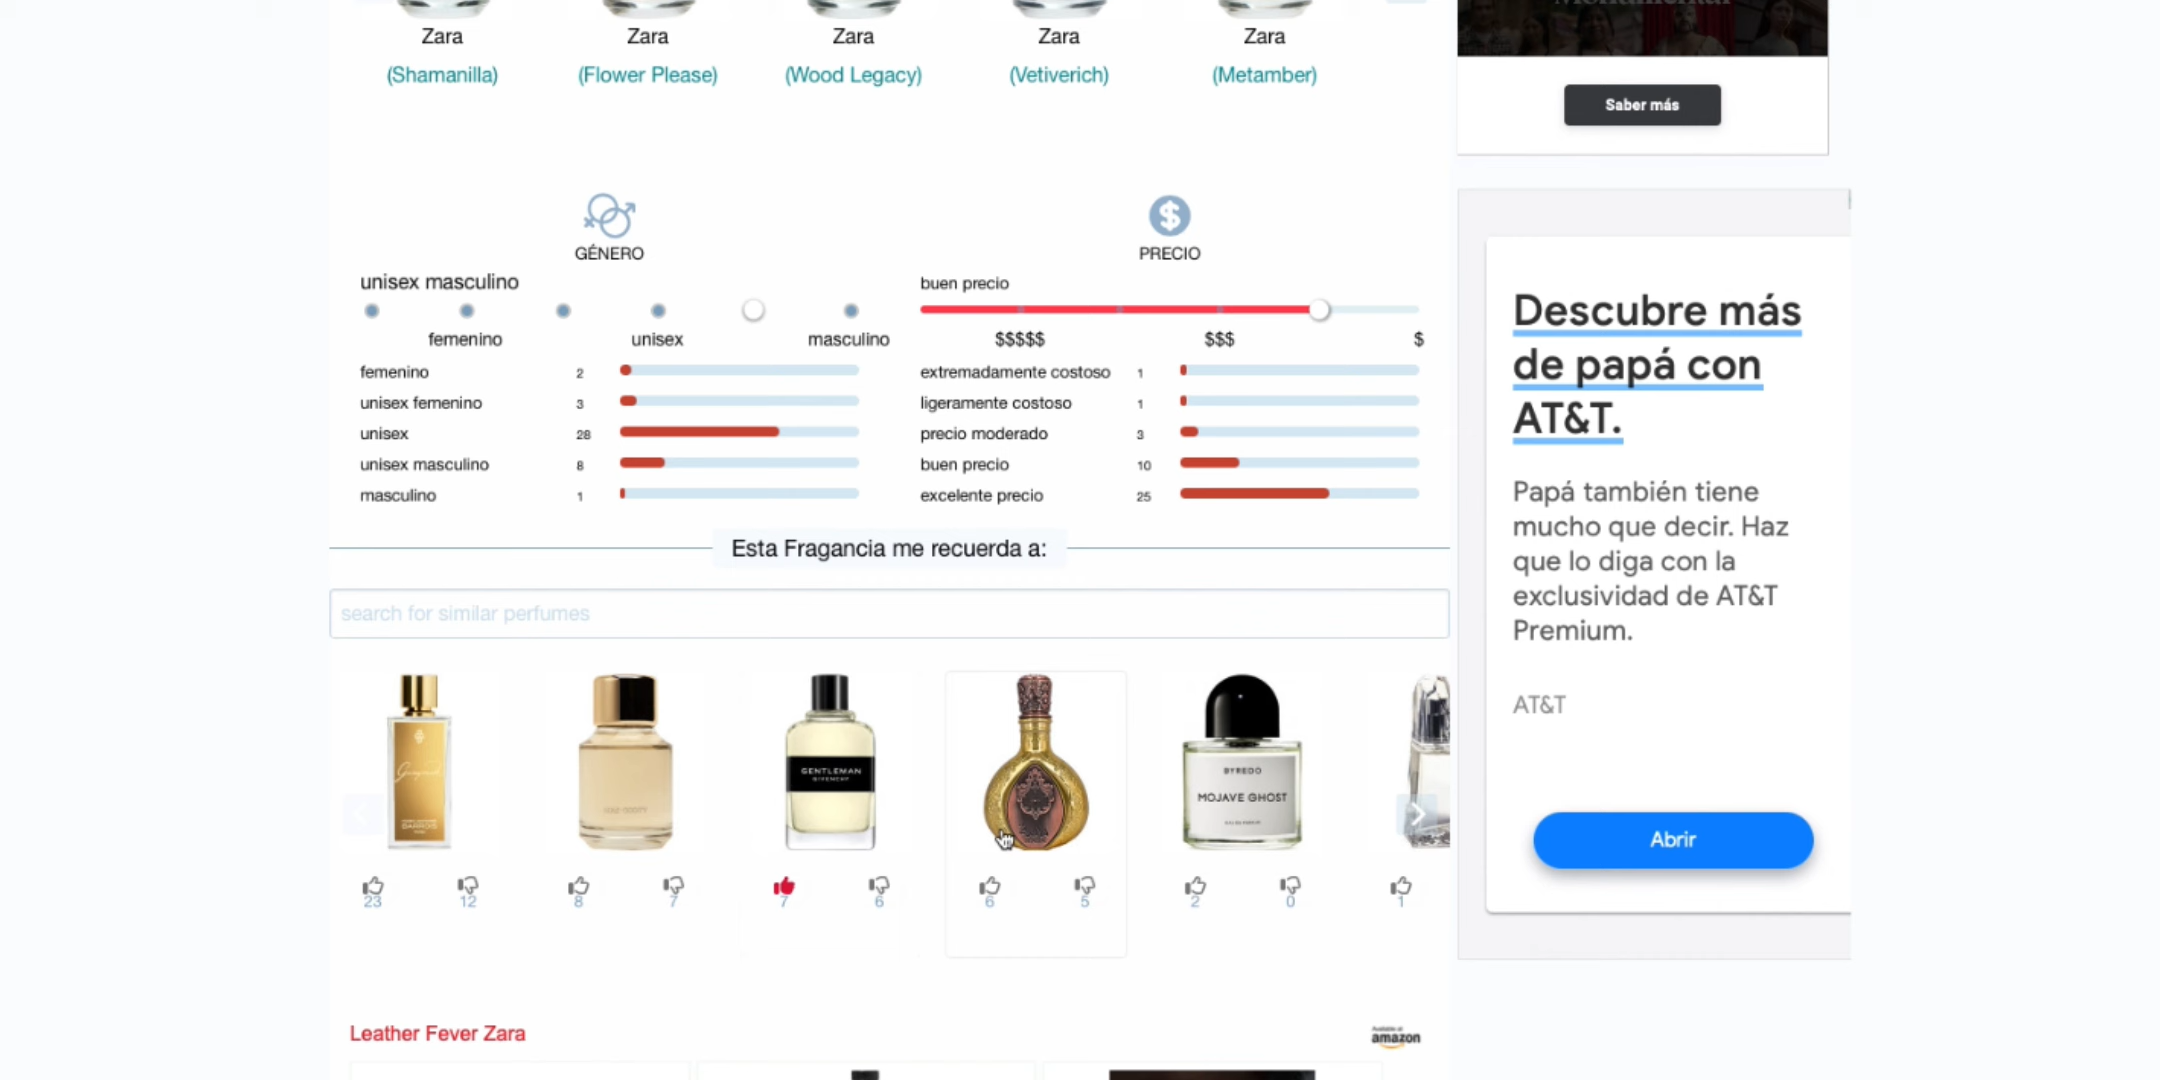 Zara
Zara
Zara
Zara
Zara
(Shamanilla)
(Flower Please)
(Wood Legacy)
(Vetiverich)
(Metamber)
Saber más
GÉNERO
unisex masculino
femenino
unisex
masculino
femenino 2
unisex femenino 3
unisex 28
unisex masculino 8
masculino 1
PRECIO
buen precio
$$$$$
$$$
$
extremadamente costoso 1
ligeramente costoso 1
precio moderado 3
buen precio 10
excelente precio 25
Esta Fragancia me recuerda a:
search for similar perfumes
GENTLEMAN
GIVENCHY
BYREDO
MOJAVE GHOST
23
12
8
7
7
6
6
5
2
0
1
Leather Fever Zara
Available at
amazon
Descubre más
de papá con
AT&T.
Papá también tiene
mucho que decir. Haz
que lo diga con la
exclusividad de AT&T
Premium.
AT&T
Abrir